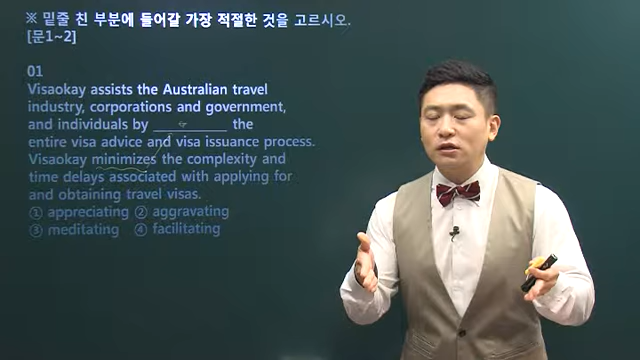 ※ 밑줄 친 부분에 들어갈 가장 적절한 것을 고르시오.
[문1~2]
01
Visaokay assists the Australian travel
industry, corporations and government,
and individuals by __________ the
entire visa advice and visa issuance process.
Visaokay minimizes the complexity and
time delays associated with applying for
and obtaining travel visas.
① appreciating ② aggravating
③ meditating ④ facilitating